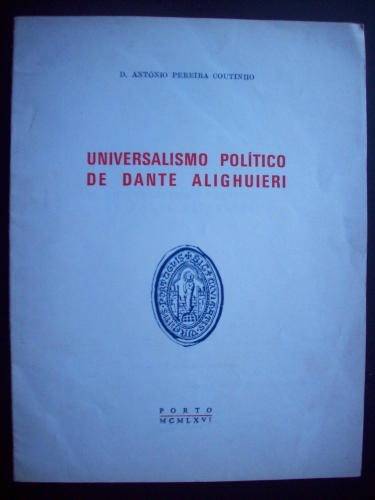 D. ANTÓNIO PEREIRA COUTINHO
UNIVERSALISMO POLÍTICO
DE DANTE ALIGHUIERI
PORTO
MCMLXVI